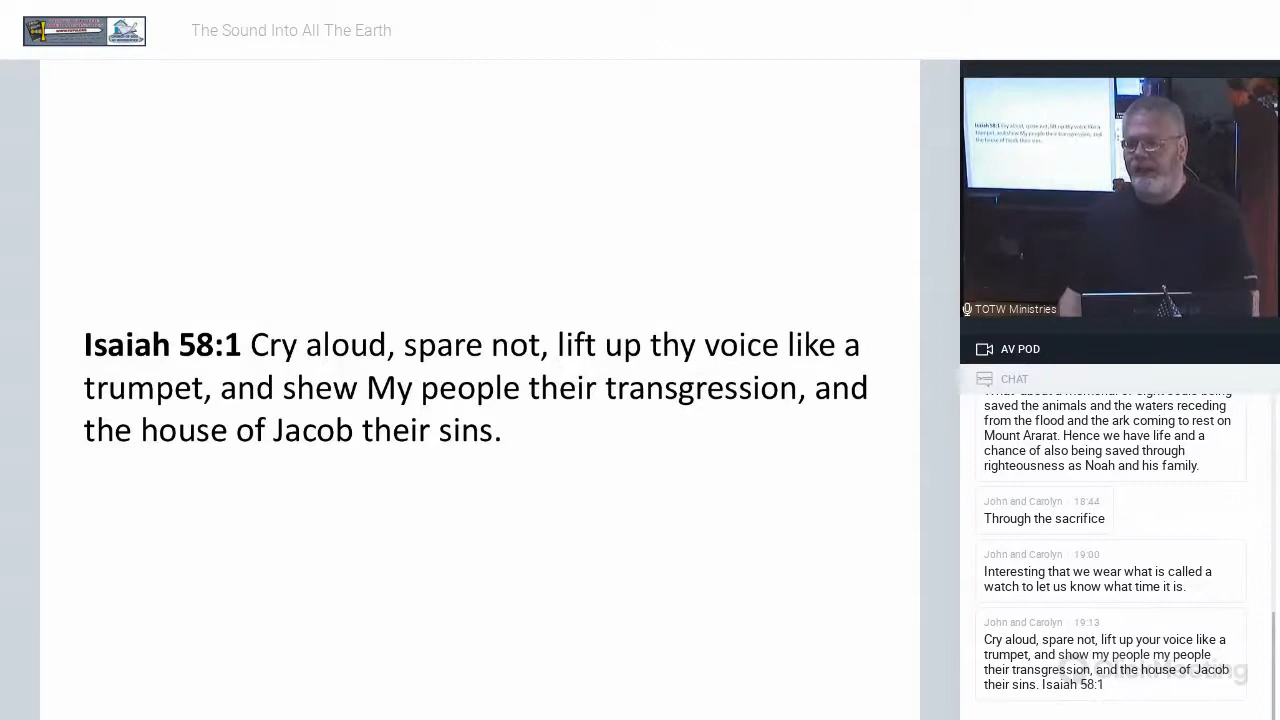 The Sound Into All The Earth
Isaiah 58:1 Cry aloud, spare not, lift up thy voice like a
trumpet, and shew My people their transgression, and
the house of Jacob their sins.
TOTW Ministries
AV POD
CHAT
saved the animals and the waters receding
from the flood and the ark coming to rest on
Mount Ararat. Hence we have life and a
chance of also being saved through
righteousness as Noah and his family.
John and Carolyn 18:44
Through the sacrifice
John and Carolyn 19:00
Interesting that we wear what is called a
watch to let us know what time it is.
John and Carolyn 19:13
Cry aloud, spare not, lift up your voice like a
trumpet, and show my people my people
their transgression, and the house of Jacob
their sins. Isaiah 58:1
ClickMeeting